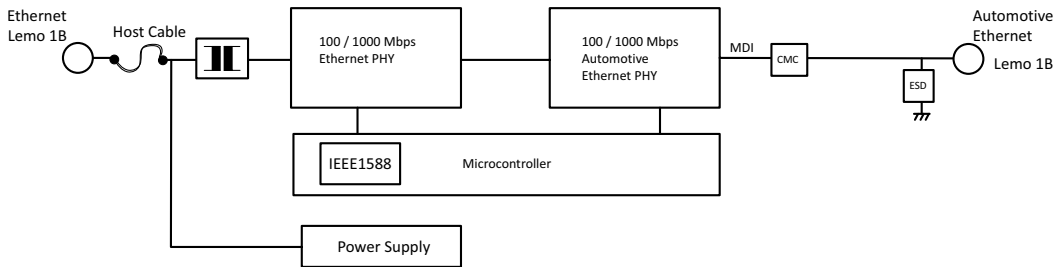 Ethernet
Lemo 1B
Host Cable
100 / 1000 Mbps
Ethernet PHY
100 / 1000 Mbps
Automotive
Ethernet PHY
MDI
CMC
Automotive
Ethernet
Lemo 1B
ESD
IEEE1588
Microcontroller
Power Supply